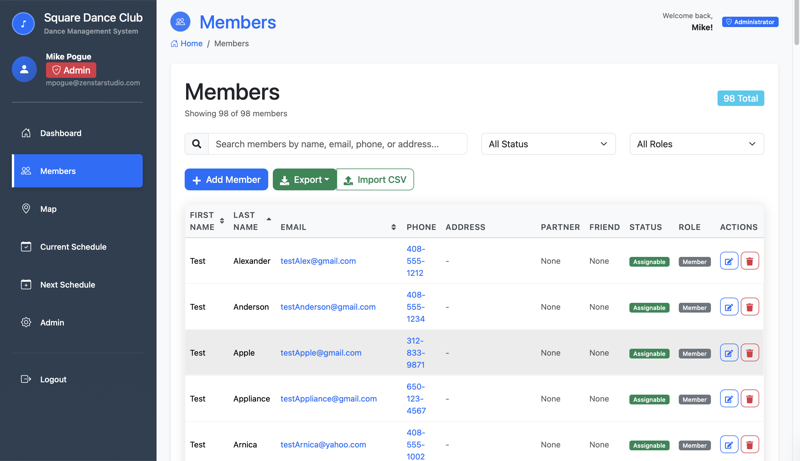 Square Dance Club
Dance Management System
Mike Pogue
Admin
mpogue@zenstarstudio.com
Dashboard
Members
Map
Current Schedule
Next Schedule
Admin
Logout
Members
Welcome back,
Mike!
Administrator
Home / Members
Members
Showing 98 of 98 members
98 Total
Search members by name, email, phone, or address...
All Status
All Roles
Add Member
Export
Import CSV
FIRST NAME LAST NAME EMAIL PHONE ADDRESS PARTNER FRIEND STATUS ROLE ACTIONS
Test Alexander testAlex@gmail.com 408-555-1212 - None None Assignable Member
Test Anderson testAnderson@gmail.com 408-555-1234 - None None Assignable Member
Test Apple testApple@gmail.com 312-833-9871 - None None Assignable Member
Test Appliance testAppliance@gmail.com 650-123-4567 - None None Assignable Member
Test Arnica testArnica@yahoo.com 408-555-1002 - None None Assignable Member